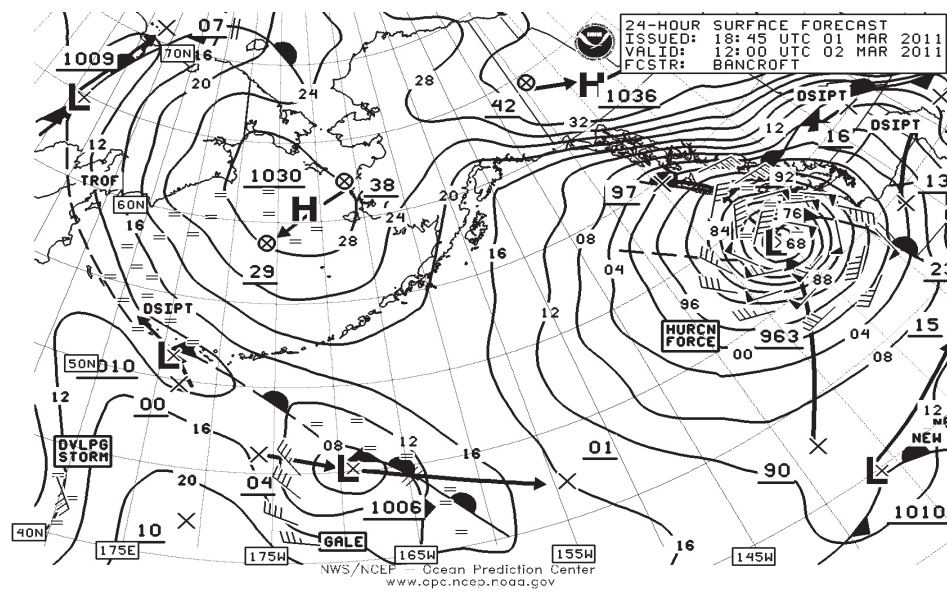 24-HOUR SURFACE FORECAST
ISSUED: 18:45 UTC 01 MAR 2011
VALID: 12:00 UTC 02 MAR 2011
FCSTR: BANCROFT
07
70N
16
1009
L
20
24
28
42
H
1036
32
DSIPT
12
16
DSIPT
12
TROF
1030
38
H
60N
16
24
20
28
29
97
92
76
84
L
68
88
13
16
08
04
12
96
HURCN
FORCE
963
00
04
08
15
DSIPT
L
50N
010
00
12
16
08
12
16
12
NEW
DVLPG
STORM
20
04
L
01
90
L
1006
1010
10
40N
GALE
16
175E
175W
165W
155W
145W
NWS/NCEP – Ocean Prediction Center
www.opc.ncep.noaa.gov